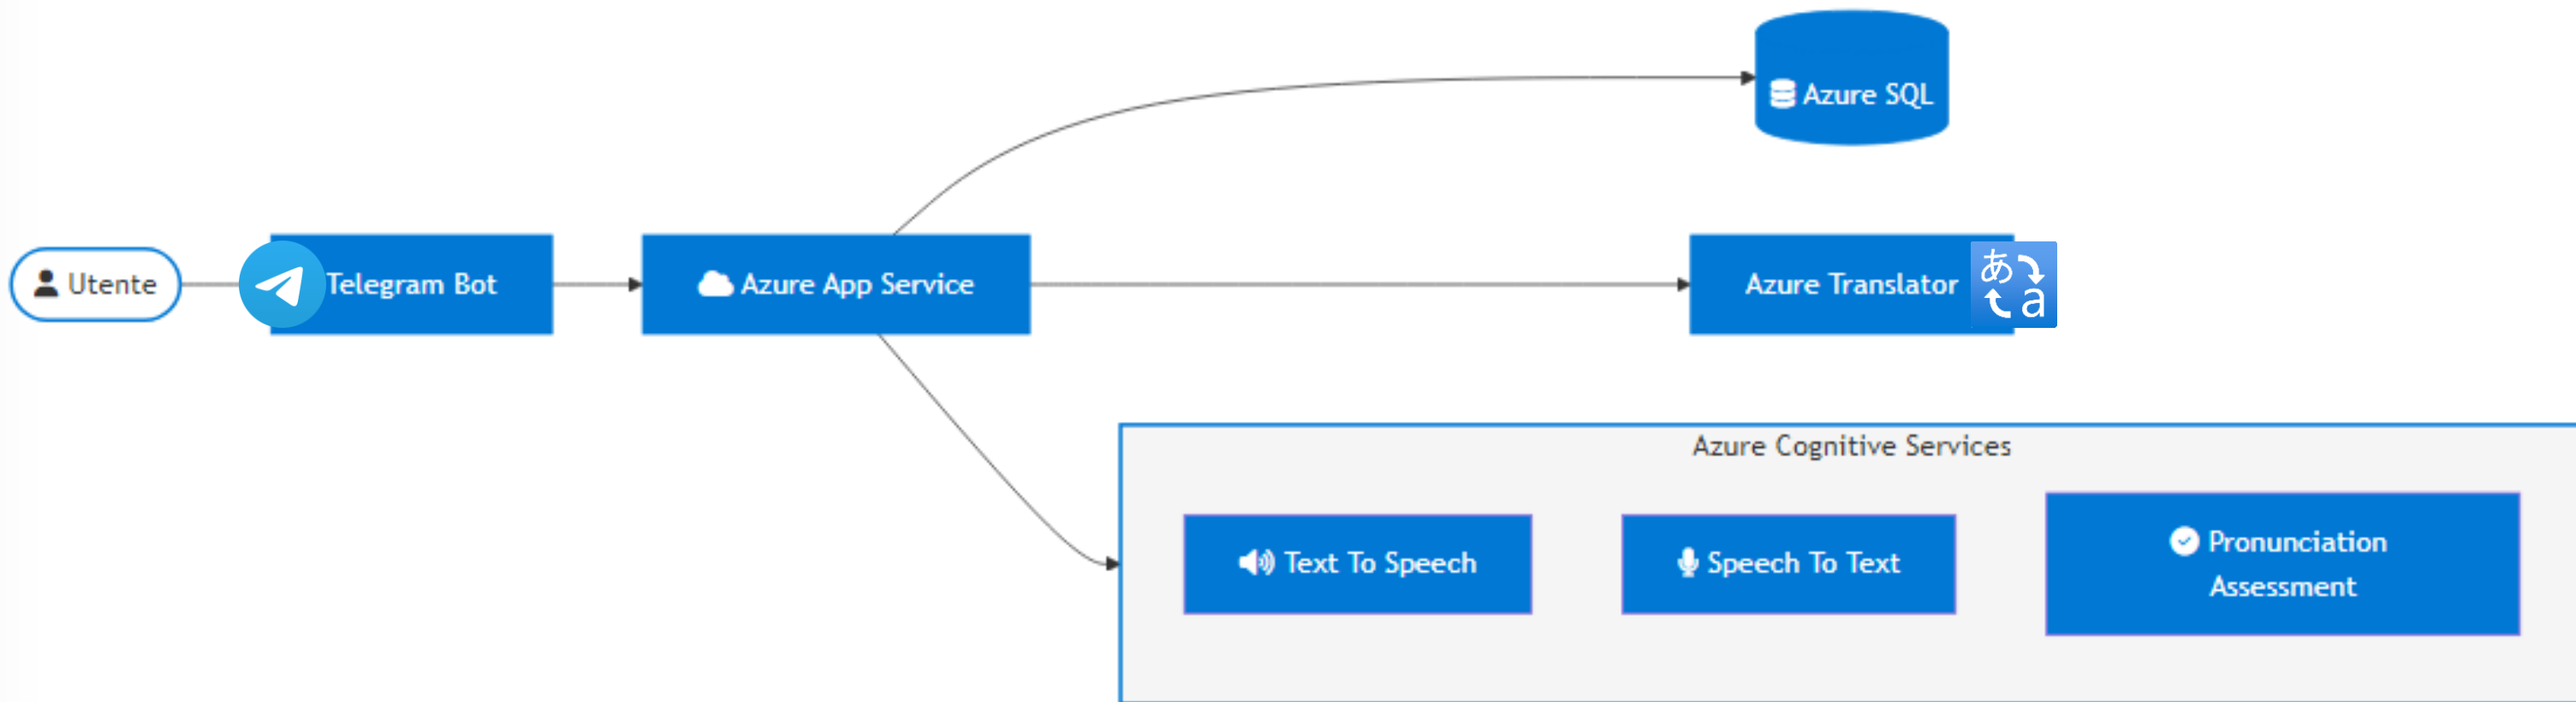 Azure SQL
Utente
Telegram Bot
Azure App Service
Azure Translator
あ
a
Azure Cognitive Services
Text To Speech
Speech To Text
Pronunciation
Assessment